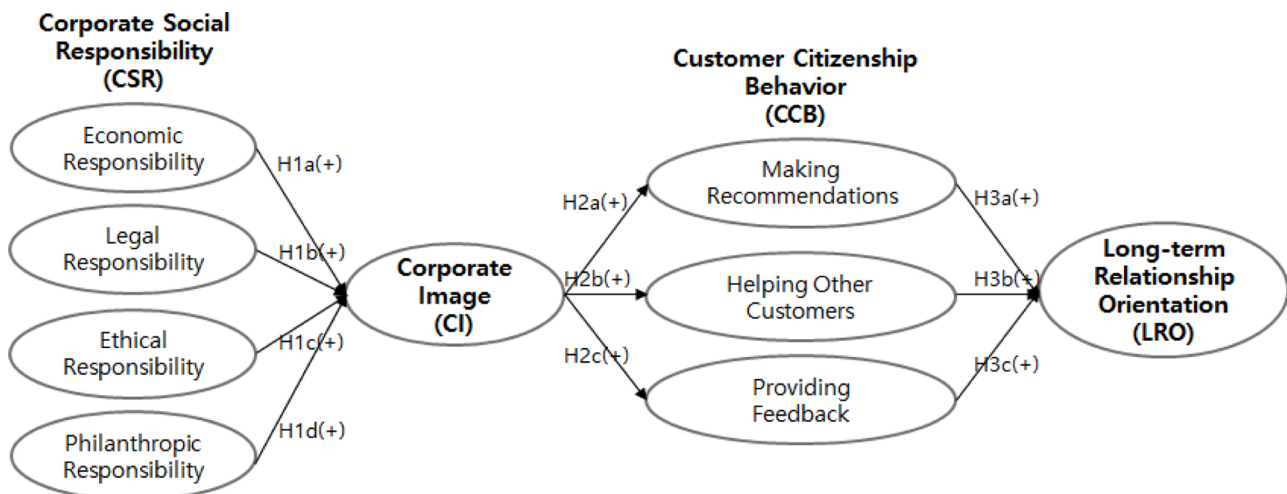 Corporate Social
Responsibility
(CSR)
Economic
Responsibility
Legal
Responsibility
Ethical
Responsibility
Philanthropic
Responsibility
H1a(+)
H1b(+)
H1c(+)
H1d(+)
Corporate
Image
(CI)
H2a(+)
H2b(+)
H2c(+)
Customer Citizenship
Behavior
(CCB)
Making
Recommendations
Helping Other
Customers
Providing
Feedback
H3a(+)
H3b(+)
H3c(+)
Long-term
Relationship
Orientation
(LRO)